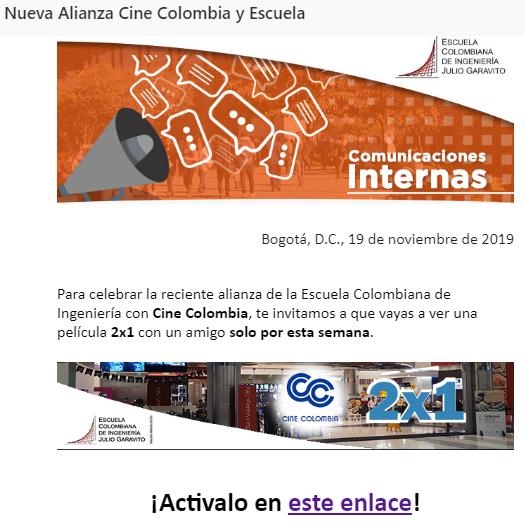 Nueva Alianza Cine Colombia y Escuela
ESCUELA
COLOMBIANA
DE INGENIERÍA
JULIO GARAVITO
Comunicaciones
Internas
Bogotá, D.C., 19 de noviembre de 2019
Para celebrar la reciente alianza de la Escuela Colombiana de
Ingeniería con Cine Colombia, te invitamos a que vayas a ver una
película 2x1 con un amigo solo por esta semana.
CC
CINE COLOMBIA
2x1
ESCUELA
COLOMBIANA
DE INGENIERÍA
JULIO GARAVITO
¡Activalo en este enlace!